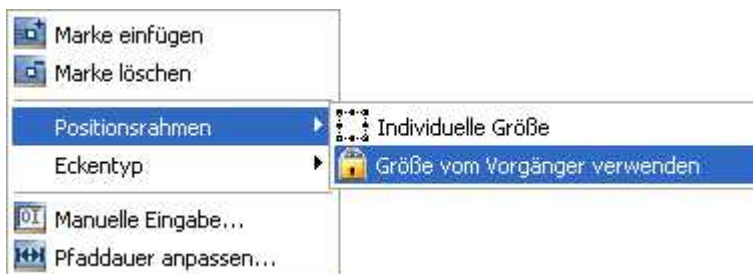 Marke einfügen
Marke löschen
Positionsrahmen
Eckentyp
Manuelle Eingabe...
Pfaddauer anpassen...
Individuelle Größe
Größe vom Vorgänger verwenden